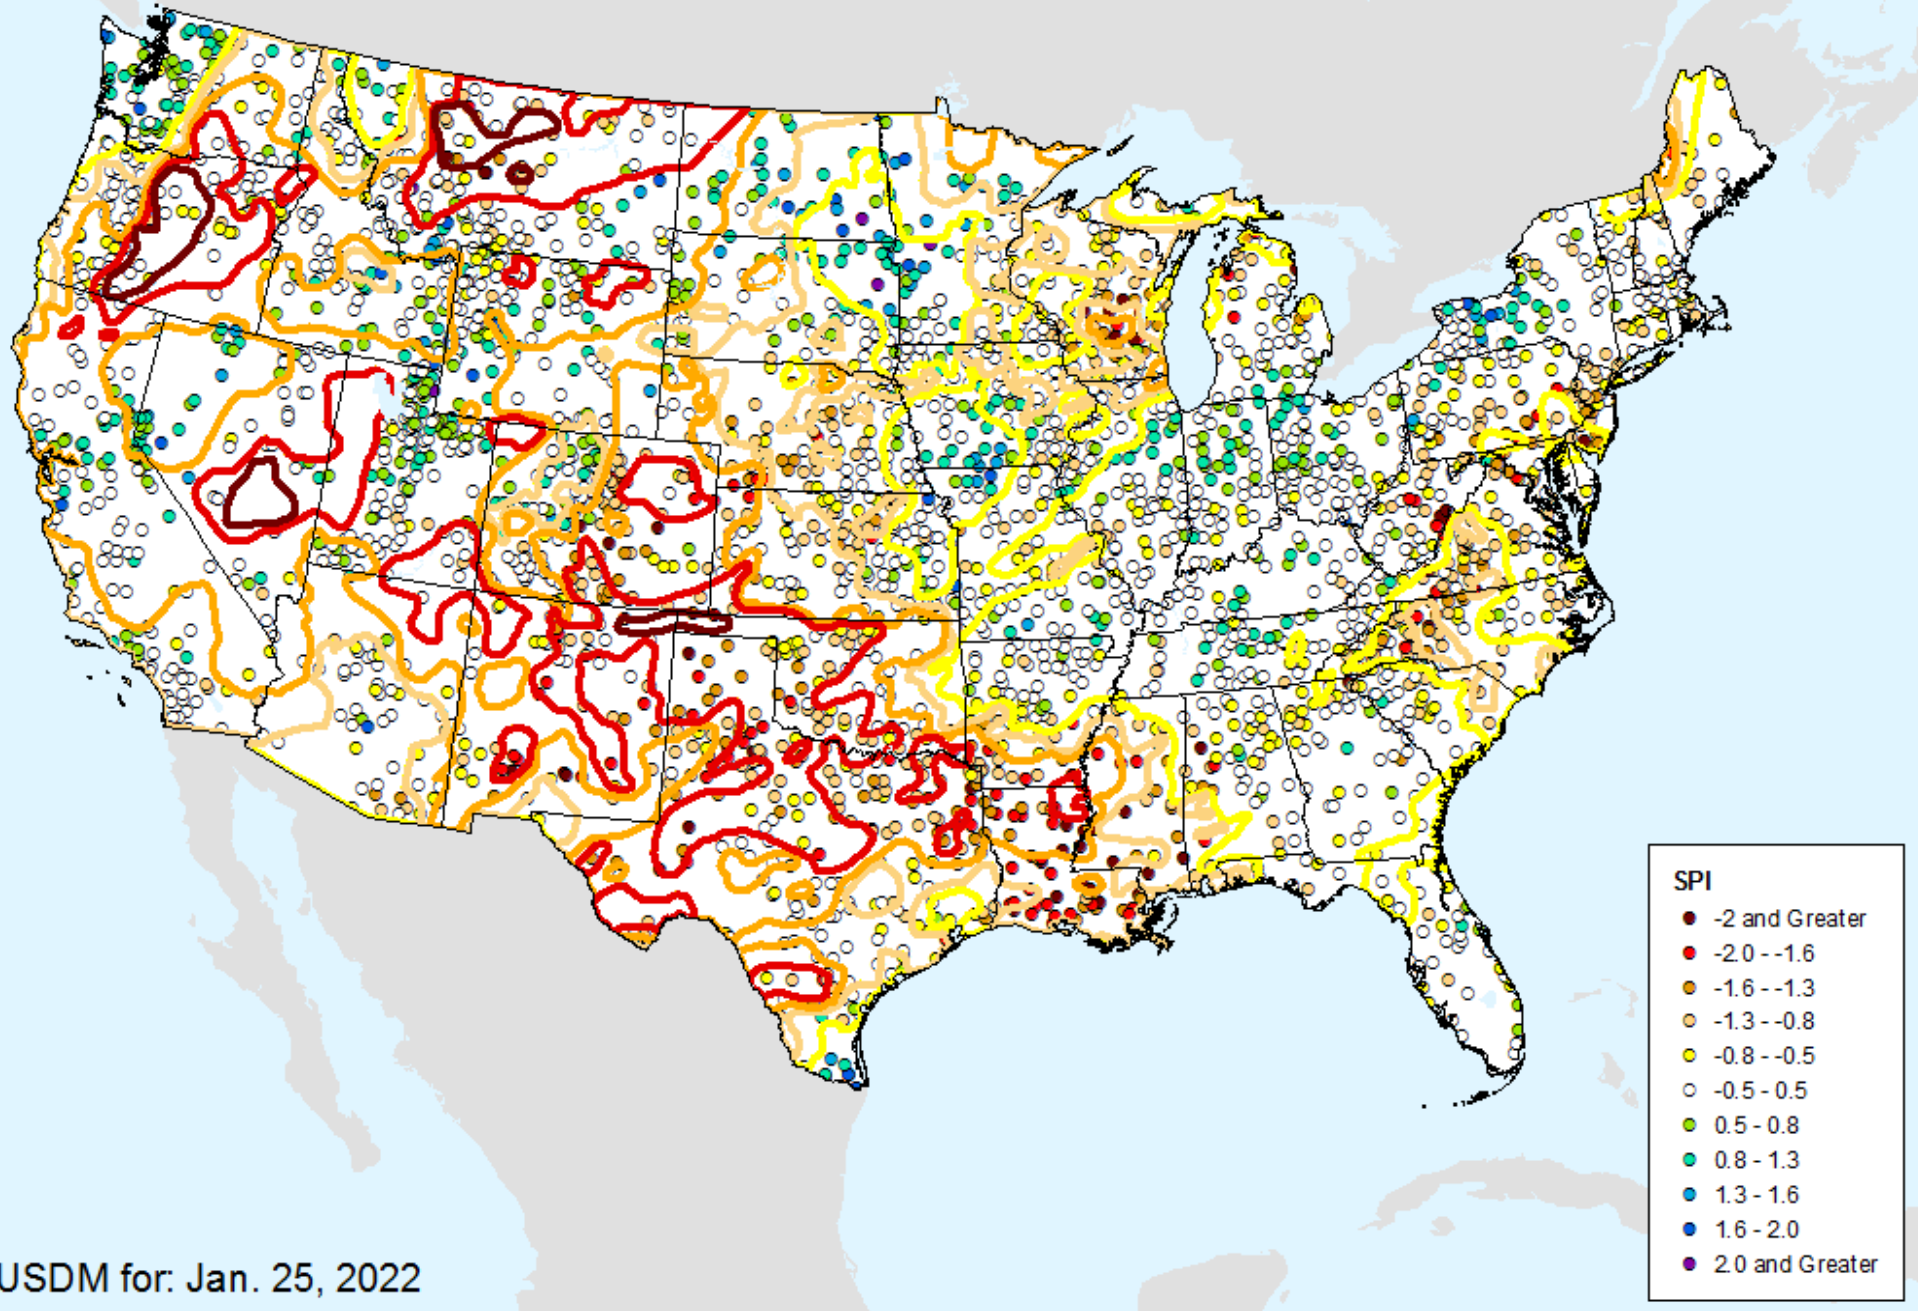 SPI
-2 and Greater
-2.0 - -1.6
-1.6 - -1.3
-1.3 - -0.8
-0.8 - -0.5
-0.5 - 0.5
0.5 - 0.8
0.8 - 1.3
1.3 - 1.6
1.6 - 2.0
2.0 and Greater
USDM for: Jan. 25, 2022